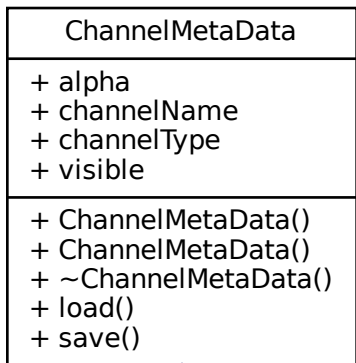 ChannelMetaData
+ alpha
+ channelName
+ channelType
+ visible
+ ChannelMetaData()
+ ChannelMetaData()
+ ~ChannelMetaData()
+ load()
+ save()